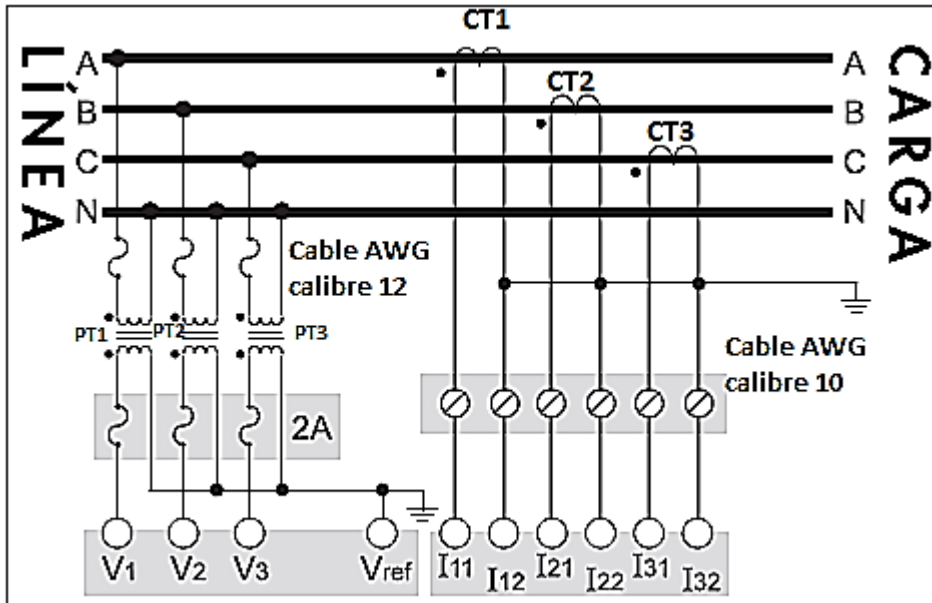 LÍNEA
CARGA
CT1
CT2
CT3
A
A
B
B
C
C
N
N
Cable AWG
calibre 12
PT1
PT2
PT3
Cable AWG
calibre 10
2A
V1
V2
V3
Vref
I11
I12
I21
I22
I31
I32